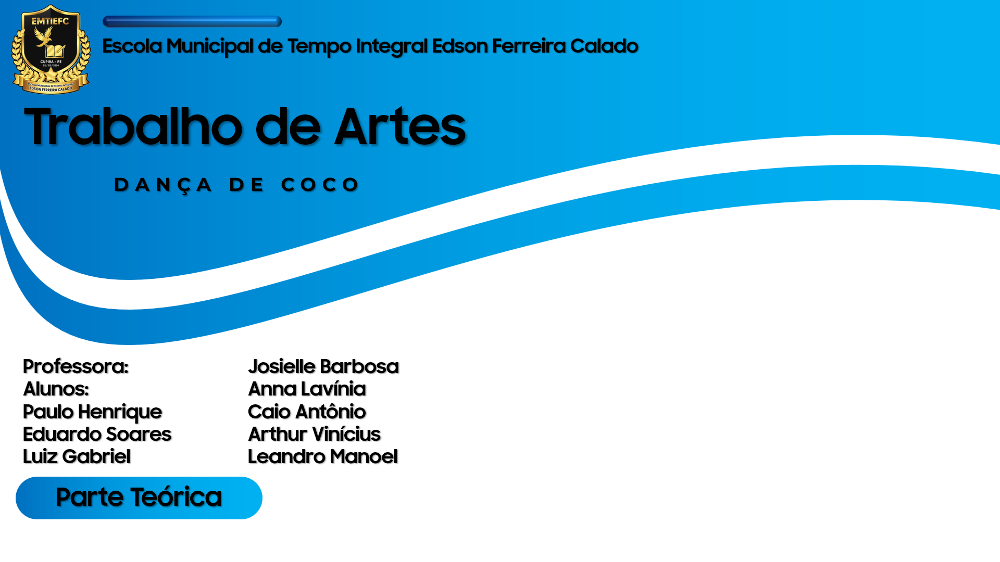 EMTIEFC
CUPIRA - PE
02 / 02 / 2024
ESCOLA MUNICIPAL DE TEMPO INTEGRAL
EDSON FERREIRA CALADO
Escola Municipal de Tempo Integral Edson Ferreira Calado
Trabalho de Artes
DANÇA DE COCO
Professora: Josielle Barbosa
Alunos: Anna Lavínia
Paulo Henrique Caio Antônio
Eduardo Soares Arthur Vinícius
Luiz Gabriel Leandro Manoel
Parte Teórica